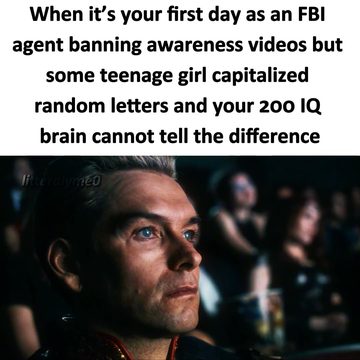 When it's your first day as an FBI
agent banning awareness videos but
some teenage girl capitalized
random letters and your 200 IQ
brain cannot tell the difference
litterallyme0